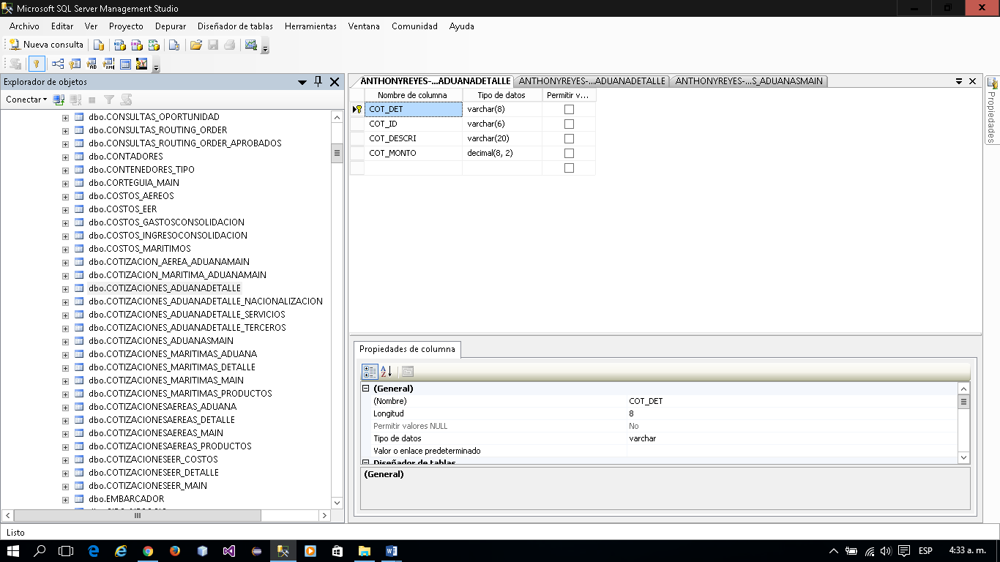 Microsoft SQL Server Management Studio
Archivo Editar Ver Proyecto Depurar Diseñador de tablas Herramientas Ventana Comunidad Ayuda
Nueva consulta
Explorador de objetos
Conectar
dbo.CONSULTAS_OPORTUNIDAD
dbo.CONSULTAS_ROUTING_ORDER
dbo.CONSULTAS_ROUTING_ORDER_APROBADOS
dbo.CONTADORES
dbo.CONTENEDORES_TIPO
dbo.CORTEGUIA_MAIN
dbo.COSTOS_AEREOS
dbo.COSTOS_EER
dbo.COSTOS_GASTOSCONSOLIDACION
dbo.COSTOS_INGRESOCONSOLIDACION
dbo.COSTOS_MARITIMOS
dbo.COTIZACION_AEREA_ADUANAMAIN
dbo.COTIZACION_MARITIMA_ADUANAMAIN
dbo.COTIZACIONES_ADUANADETALLE
dbo.COTIZACIONES_ADUANADETALLE_NACIONALIZACION
dbo.COTIZACIONES_ADUANADETALLE_SERVICIOS
dbo.COTIZACIONES_ADUANADETALLE_TERCEROS
dbo.COTIZACIONES_ADUANASMAIN
dbo.COTIZACIONES_MARITIMAS_ADUANA
dbo.COTIZACIONES_MARITIMAS_DETALLE
dbo.COTIZACIONES_MARITIMAS_MAIN
dbo.COTIZACIONES_MARITIMAS_PRODUCTOS
dbo.COTIZACIONESAEREAS_ADUANA
dbo.COTIZACIONESAEREAS_DETALLE
dbo.COTIZACIONESAEREAS_MAIN
dbo.COTIZACIONESAEREAS_PRODUCTOS
dbo.COTIZACIONESEER_COSTOS
dbo.COTIZACIONESEER_DETALLE
dbo.COTIZACIONESEER_MAIN
dbo.EMBARCADOR
ANTHONYREYES-...ADUANADETALLE ANTHONYREYES-...ADUANADETALLE ANTHONYREYES-...S_ADUANASMAIN
Nombre de columna Tipo de datos Permitir v...
COT_DET varchar(8)
COT_ID varchar(6)
COT_DESCRI varchar(20)
COT_MONTO decimal(8, 2)
Propiedades
Propiedades de columna
(General)
(Nombre) COT_DET
Longitud 8
Permitir valores NULL No
Tipo de datos varchar
Valor o enlace predeterminado
Diseñador de tablas
(General)
Listo
ESP 4:33 a. m.